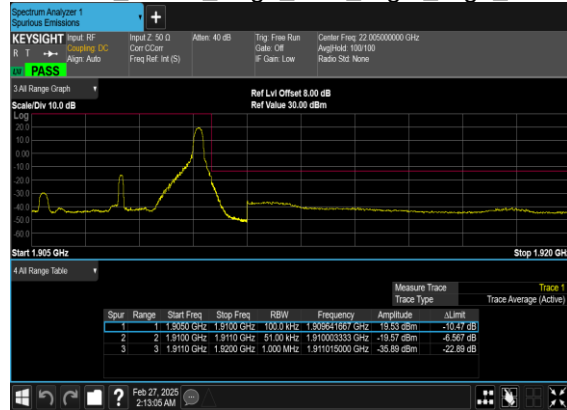 Spectrum Analyzer 1
Spurious Emissions
+
KEYSIGHT Input: RF Input Z: 50 Ω Atten: 40 dB Trig: Free Run Center Freq: 22.005000000 GHz
R T Coupling: DC Corr CCorr Gate: Off Avg|Hold: 100/100
Align: Auto Freq Ref: Int (S) IF Gain: Low Radio Std: None
PASS
3 All Range Graph
Ref Lvl Offset 8.00 dB
Scale/Div 10.0 dB Ref Value 30.00 dBm
Log
20.0
10.0
0.00
-10.0
-20.0
-30.0
-40.0
-50.0
-60.0
Start 1.905 GHz Stop 1.920 GHz
4 All Range Table
Measure Trace Trace 1
Trace Type Trace Average (Active)
Spur Range Start Freq Stop Freq RBW Frequency Amplitude ΔLimit
1 1 1.9050 GHz 1.9100 GHz 100.0 kHz 1.909641667 GHz 19.53 dBm -10.47 dB
2 2 1.9100 GHz 1.9110 GHz 51.00 kHz 1.910003333 GHz -19.57 dBm -6.567 dB
3 3 1.9110 GHz 1.9200 GHz 1.000 MHz 1.911015000 GHz -35.89 dBm -22.89 dB
? Feb 27, 2025
2:13:05 AM